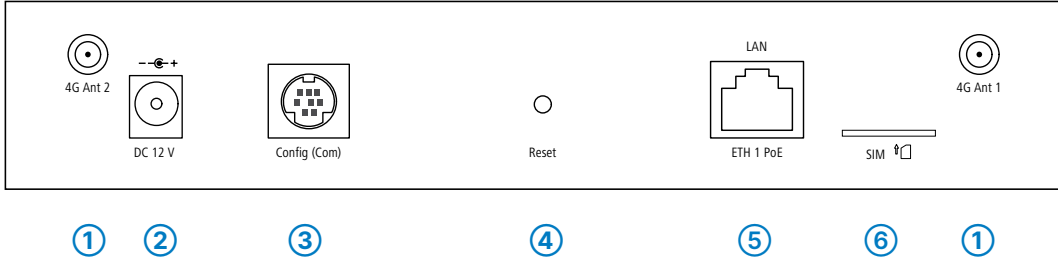 LAN
4G Ant 2
4G Ant 1
- +
DC 12 V
Config (Com)
Reset
ETH 1 PoE
SIM
① ② ③ ④ ⑤ ⑥ ①